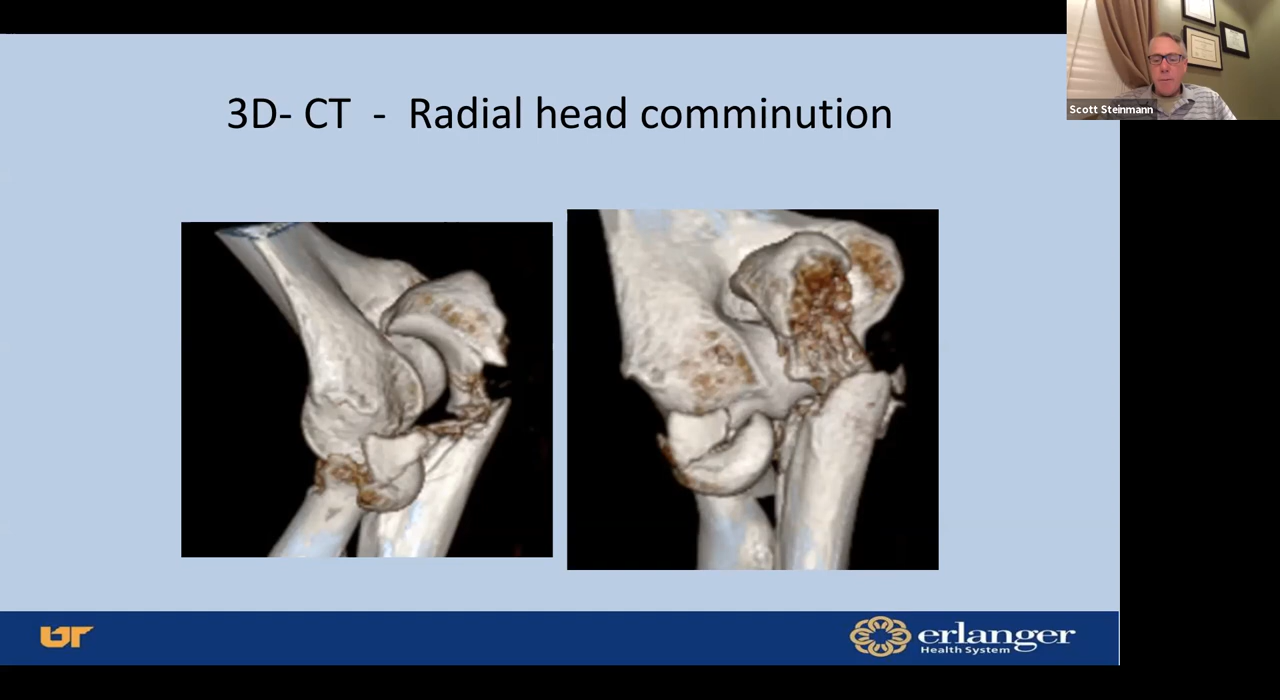 3D- CT - Radial head comminution
Scott Steinmann
UT
erlanger
Health System